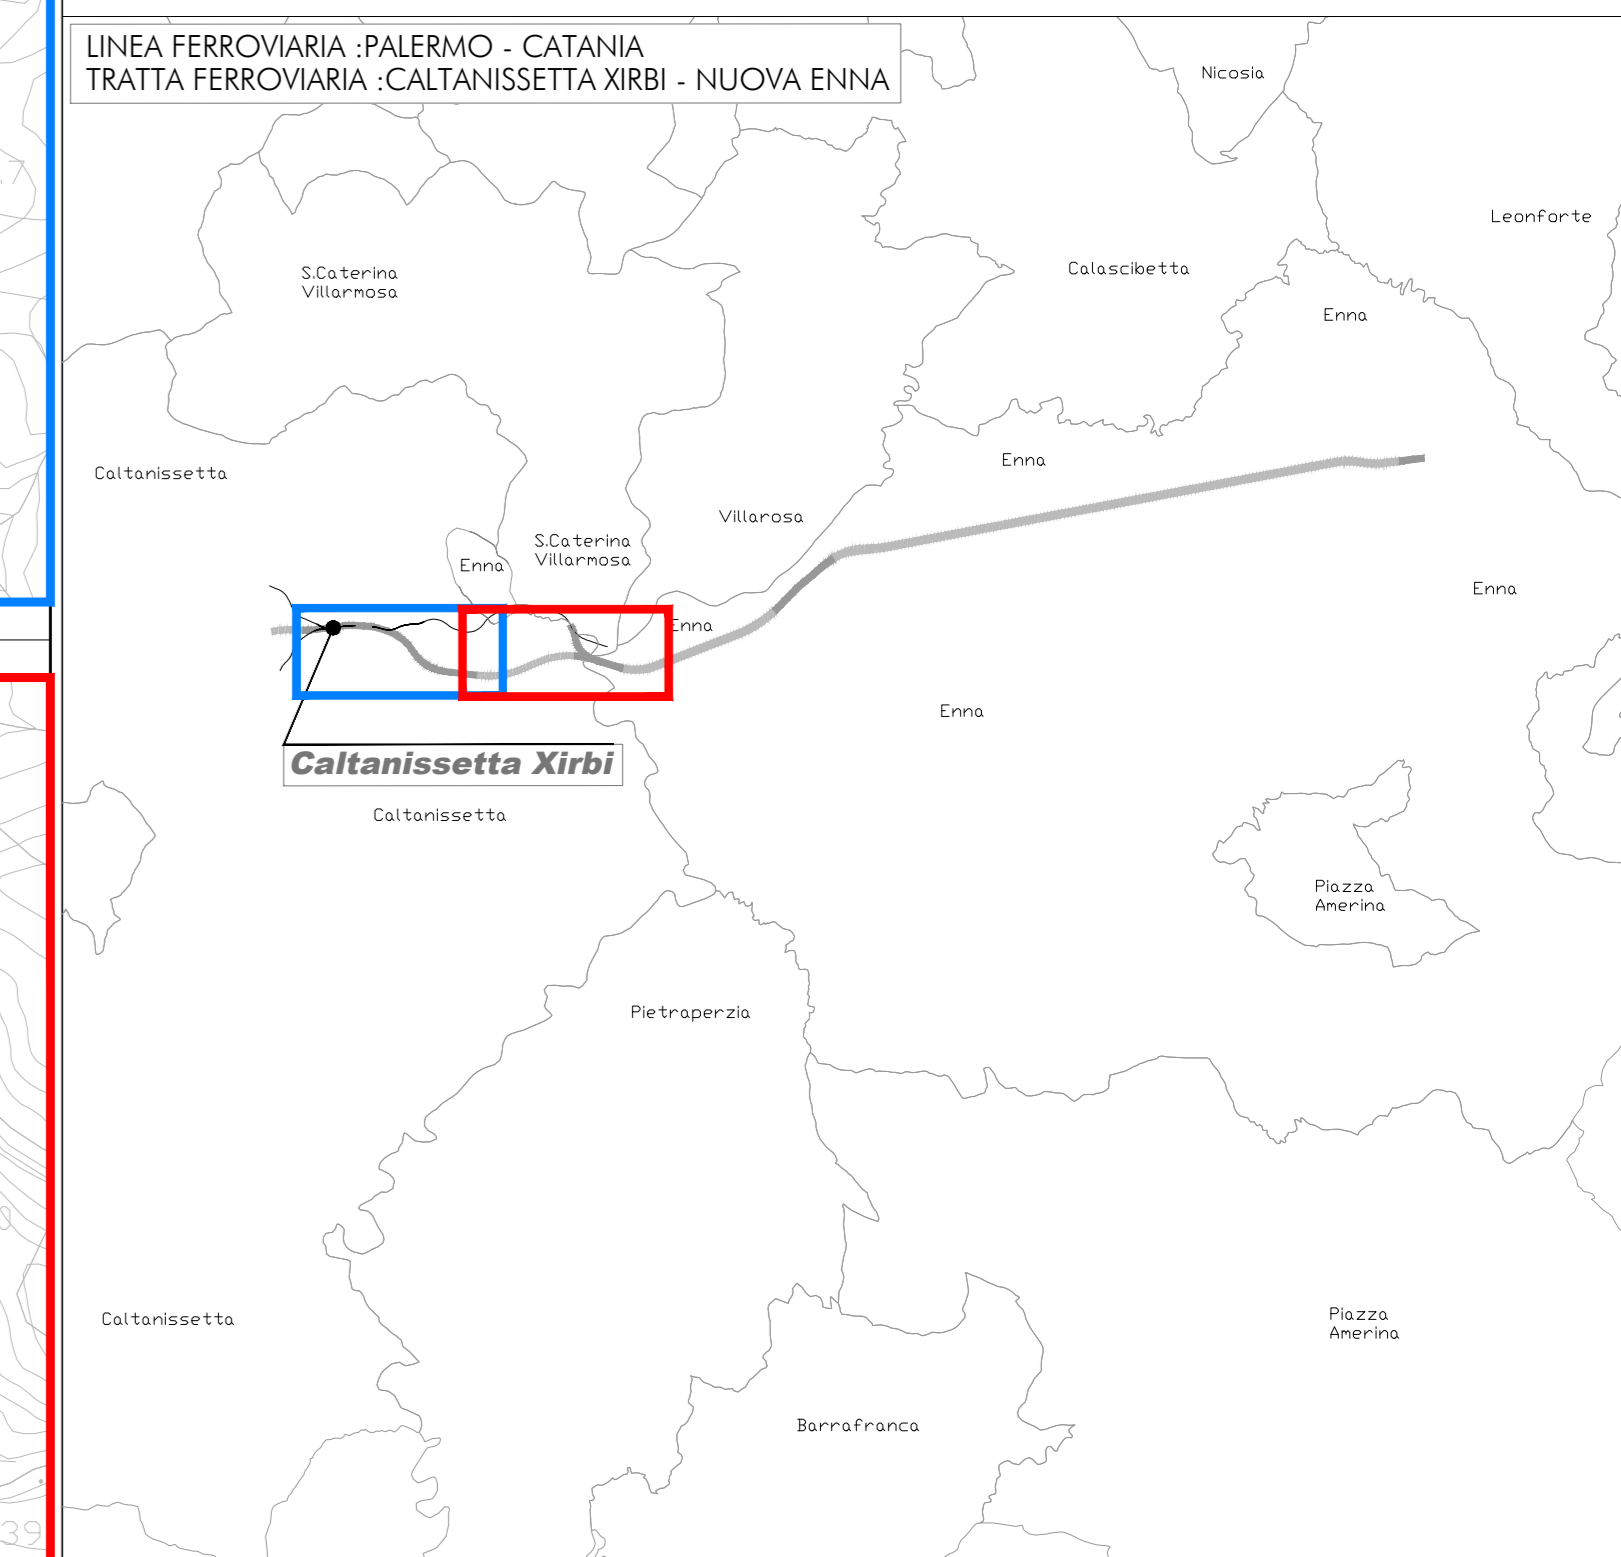 LINEA FERROVIARIA :PALERMO - CATANIA
TRATTA FERROVIARIA :CALTANISSETTA XIRBI - NUOVA ENNA
Nicosia
Leonforte
Calascibetta
S.Caterina
Villarmosa
Enna
Enna
Caltanissetta
Villarosa
S.Caterina
Villarmosa
Enna
Enna
Enna
Enna
Caltanissetta Xirbi
Caltanissetta
Piazza
Amerina
Pietraperzia
Caltanissetta
Piazza
Amerina
Barrafranca
39